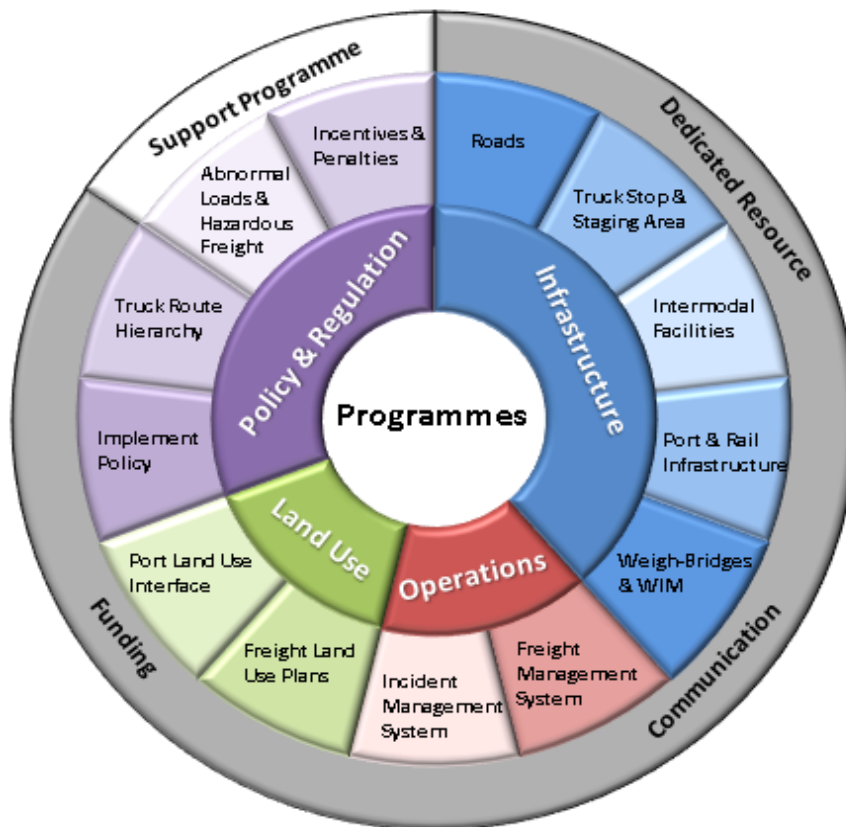 Support Programme
Dedicated Resource
Incentives &
Penalties
Roads
Abnormal
Loads &
Hazardous
Freight
Truck Stop &
Staging Area
Policy & Regulation
Infrastructure
Truck Route
Hierarchy
Intermodal
Facilities
Programmes
Implement
Policy
Port & Rail
Infrastructure
Land Use
Operations
Port Land Use
Interface
Weigh-Bridges
& WIM
Funding
Freight Land
Use Plans
Incident
Management
System
Freight
Management
System
Communication